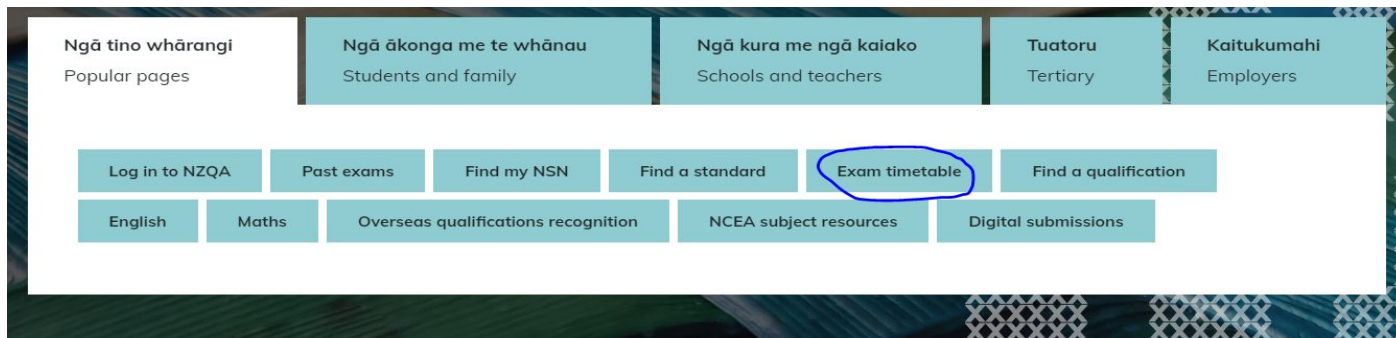 Ngā tino whārangi
Popular pages
Ngā ākonga me te whānau
Students and family
Ngā kura me ngā kaiako
Schools and teachers
Tuatoru
Tertiary
Kaitukumahi
Employers
Log in to NZQA
Past exams
Find my NSN
Find a standard
Exam timetable
Find a qualification
English
Maths
Overseas qualifications recognition
NCEA subject resources
Digital submissions